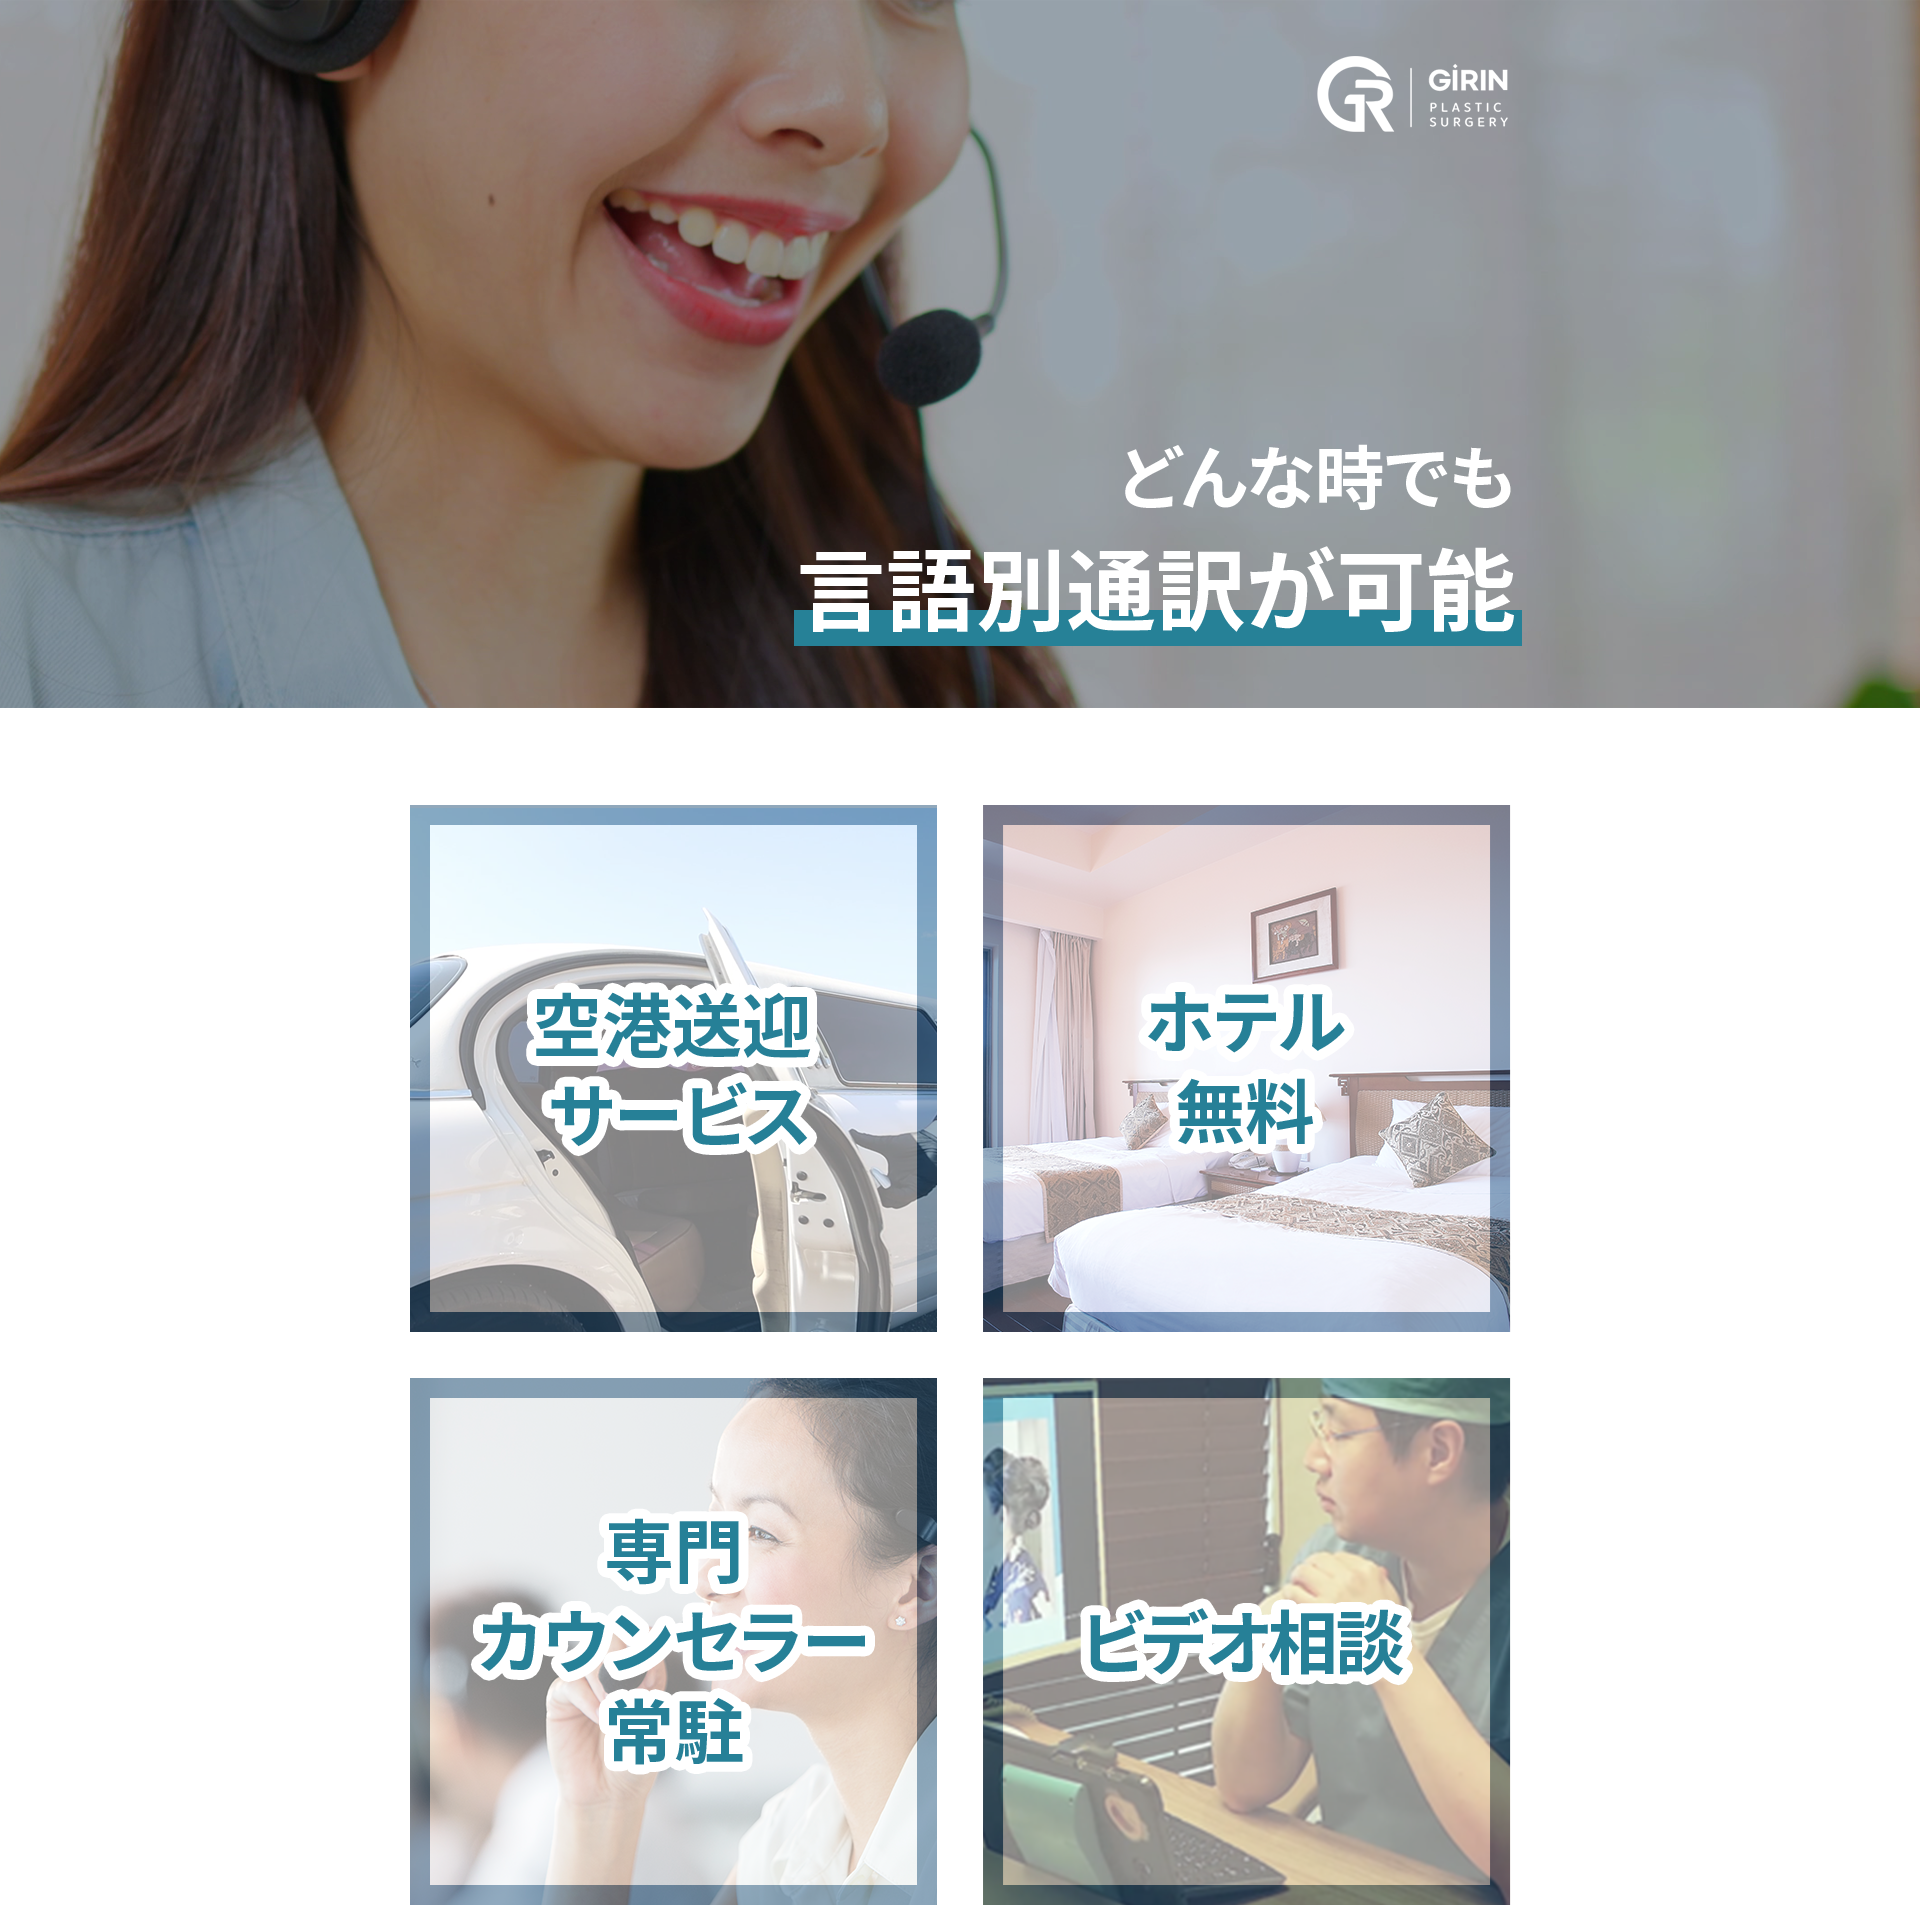 GR
GIRIN
PLASTIC
SURGERY
どんな時でも
言語別通訳が可能
空港送迎
サービス
ホテル
無料
専門
カウンセラー
常駐
ビデオ相談